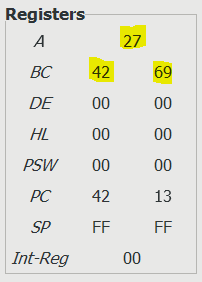 Registers
A 27
BC 42 69
DE 00 00
HL 00 00
PSW 00 00
PC 42 13
SP FF FF
Int-Reg 00